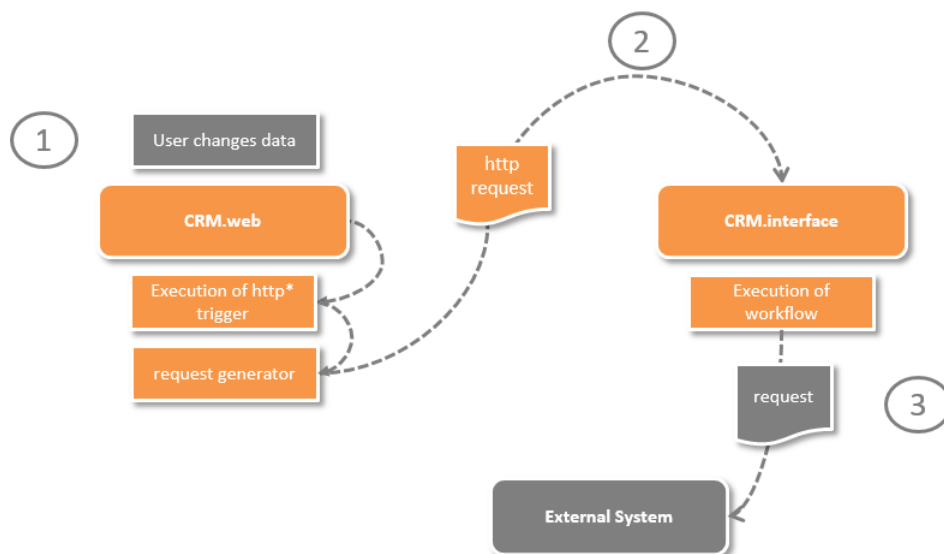 2
1
User changes data
http
request
CRM.web
CRM.interface
Execution of http*
trigger
Execution of
workflow
request generator
request
3
External System